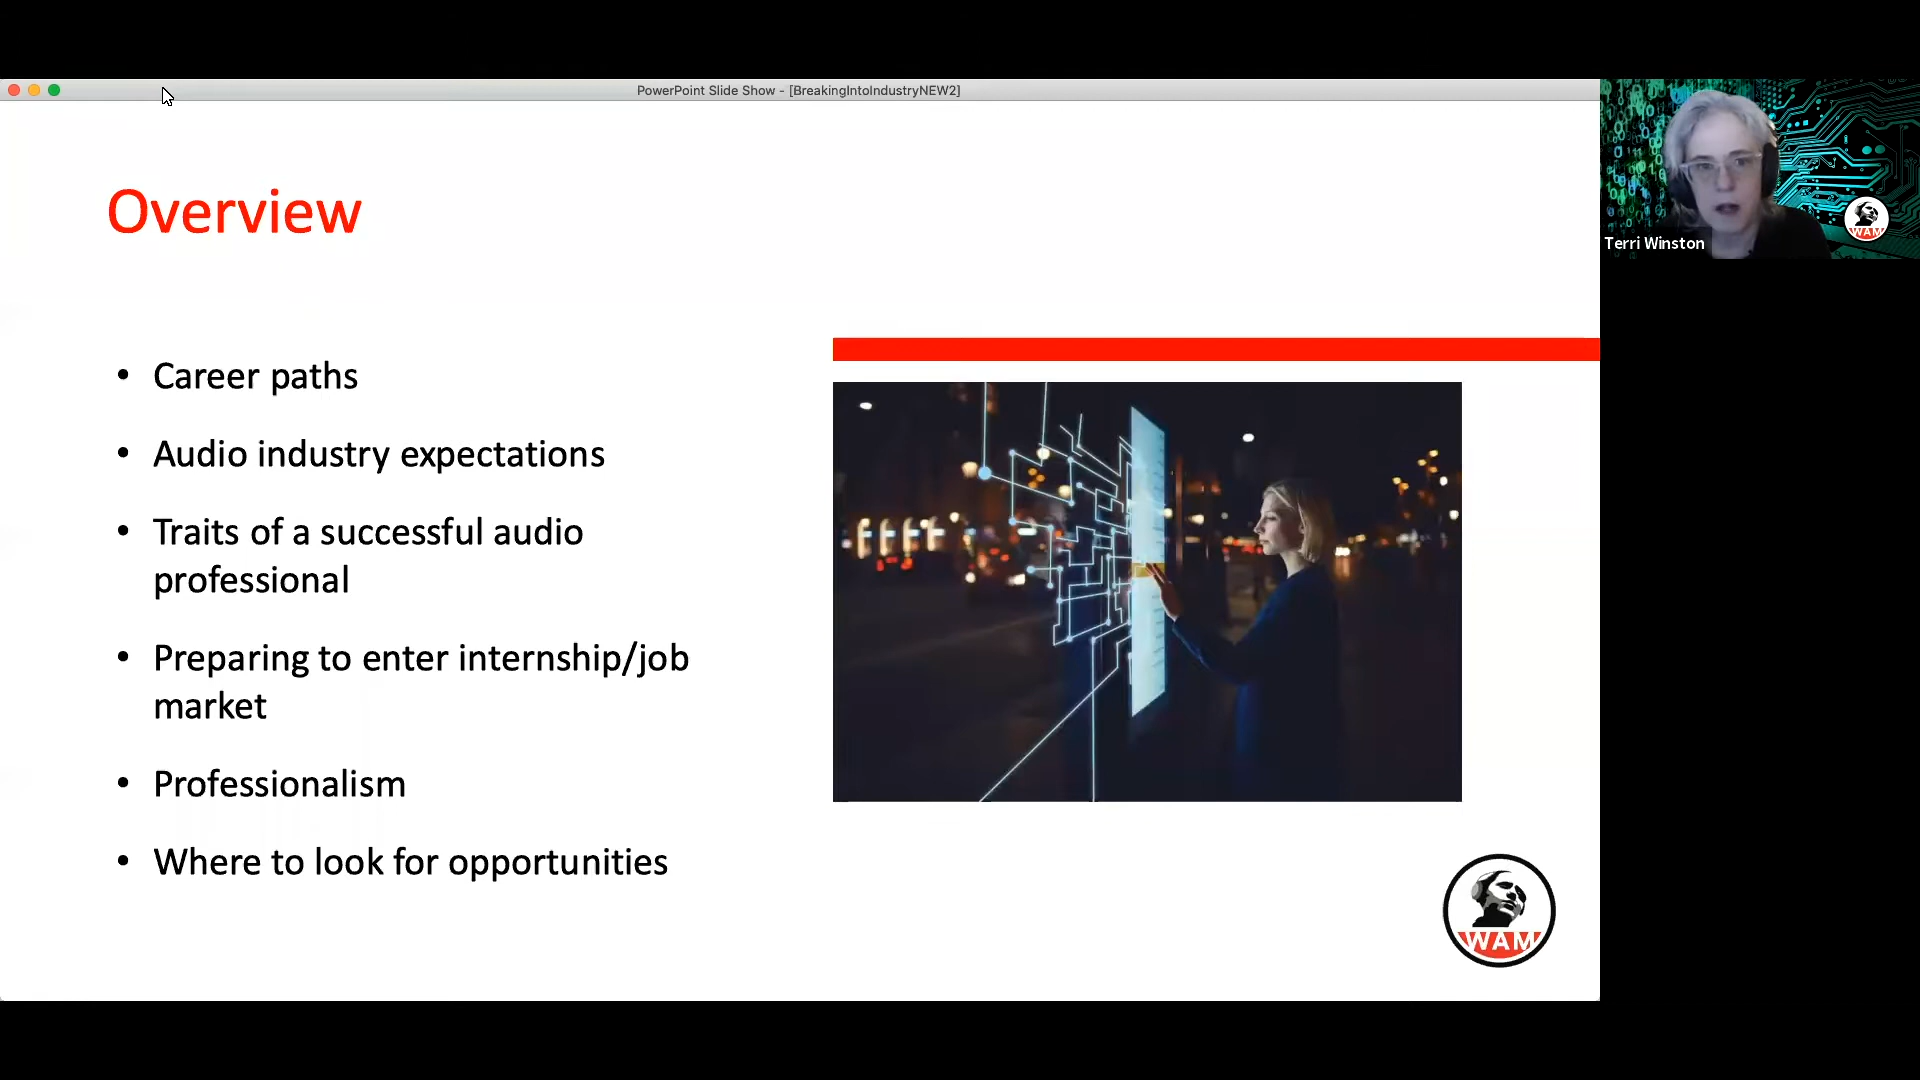 PowerPoint Slide Show - [BreakingIntoIndustryNEW2]
Overview
• Career paths
• Audio industry expectations
• Traits of a successful audio
professional
• Preparing to enter internship/job
market
• Professionalism
• Where to look for opportunities
WAM
Terri Winston
WAM